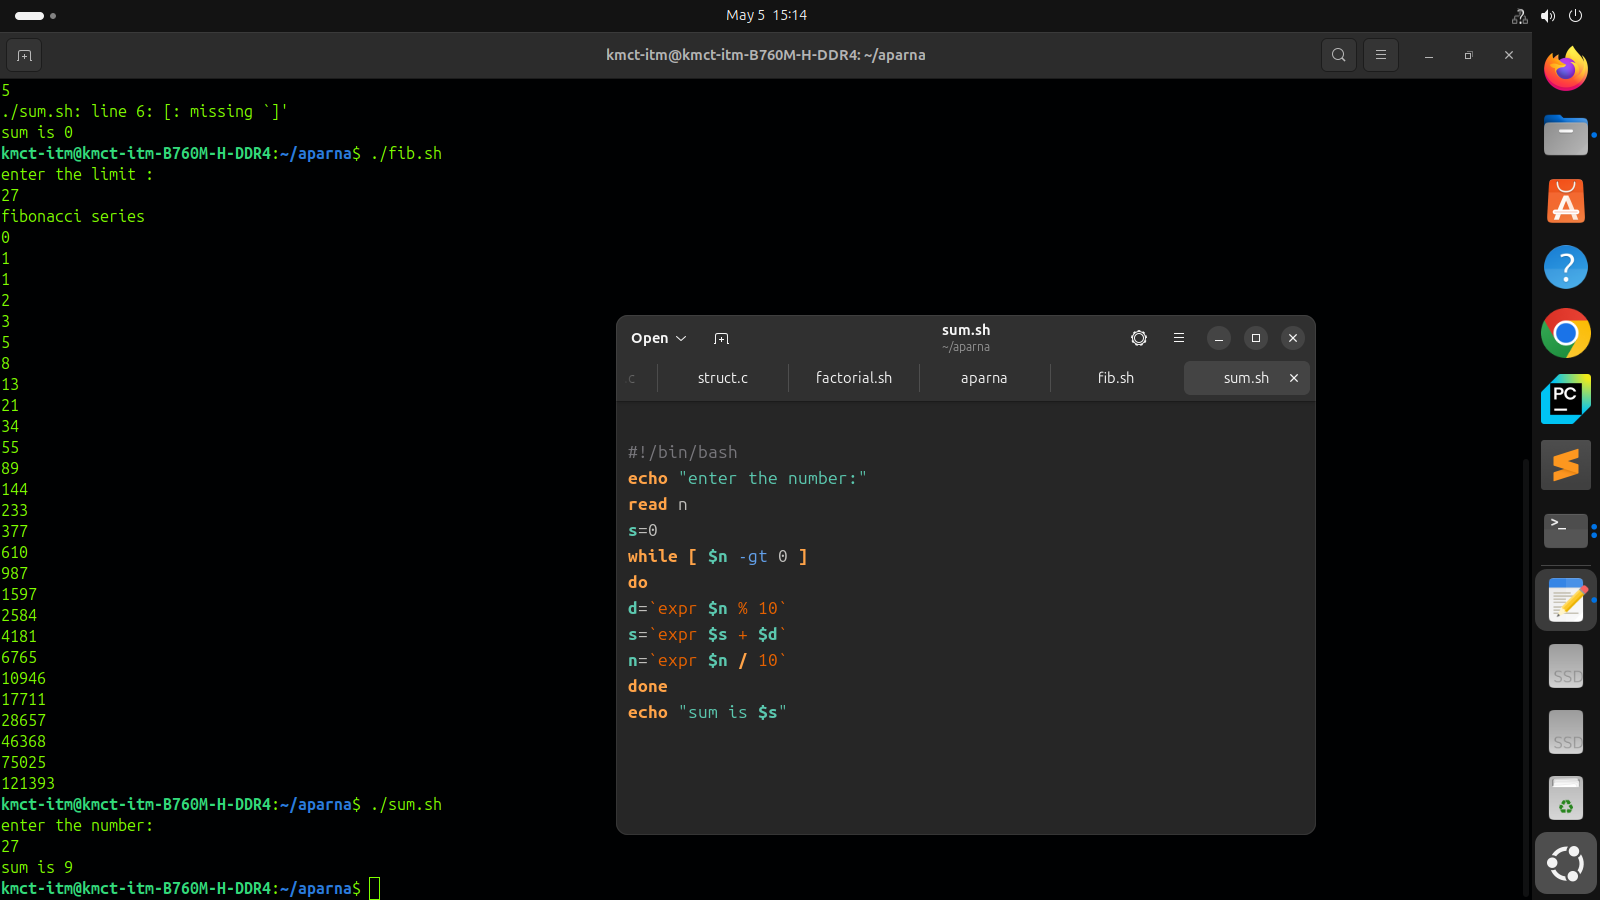 May 5 15:14
kmct-itm@kmct-itm-B760M-H-DDR4: ~/aparna
5
./sum.sh: line 6: [: missing `]'
sum is 0
kmct-itm@kmct-itm-B760M-H-DDR4:~/aparna$ ./fib.sh
enter the limit :
27
fibonacci series
0
1
1
2
3
5
8
13
21
34
55
89
144
233
377
610
987
1597
2584
4181
6765
10946
17711
28657
46368
75025
121393
kmct-itm@kmct-itm-B760M-H-DDR4:~/aparna$ ./sum.sh
enter the number:
27
sum is 9
kmct-itm@kmct-itm-B760M-H-DDR4:~/aparna$
Open
sum.sh
~/aparna
c struct.c factorial.sh aparna fib.sh sum.sh
#!/bin/bash
echo "enter the number:"
read n
s=0
while [ $n -gt 0 ]
do
d=`expr $n % 10`
s=`expr $s + $d`
n=`expr $n / 10`
done
echo "sum is $s"
PC
>_
SSD
SSD